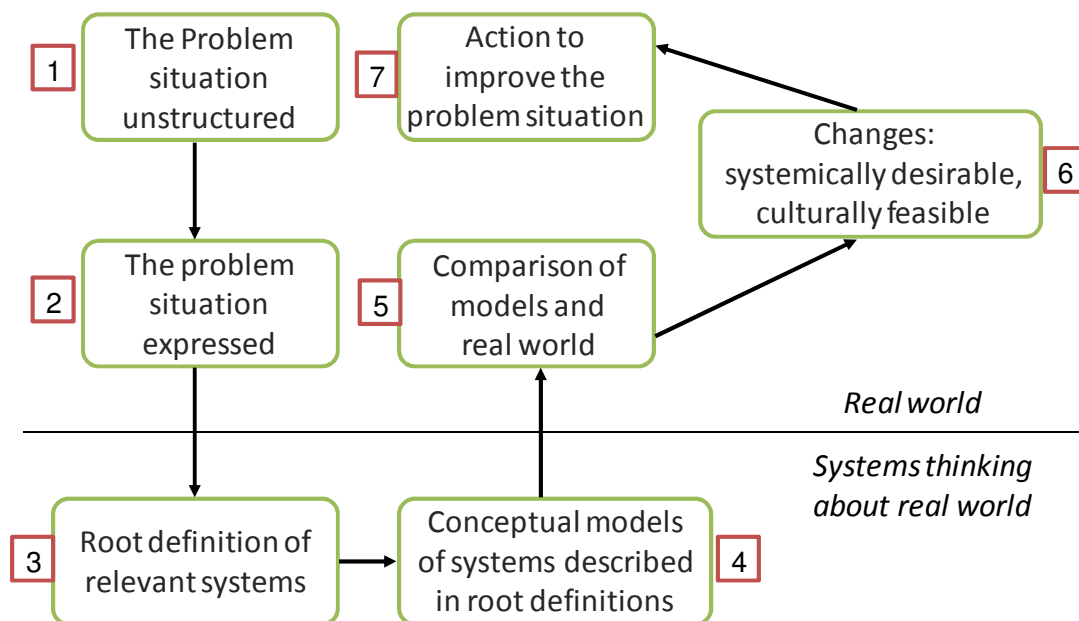 1
The Problem
situation
unstructured
2
The problem
situation
expressed
3
Root definition of
relevant systems
4
Conceptual models
of systems described
in root definitions
5
Comparison of
models and
real world
6
Changes:
systemically desirable,
culturally feasible
7
Action to
improve the
problem situation
Real world
Systems thinking
about real world